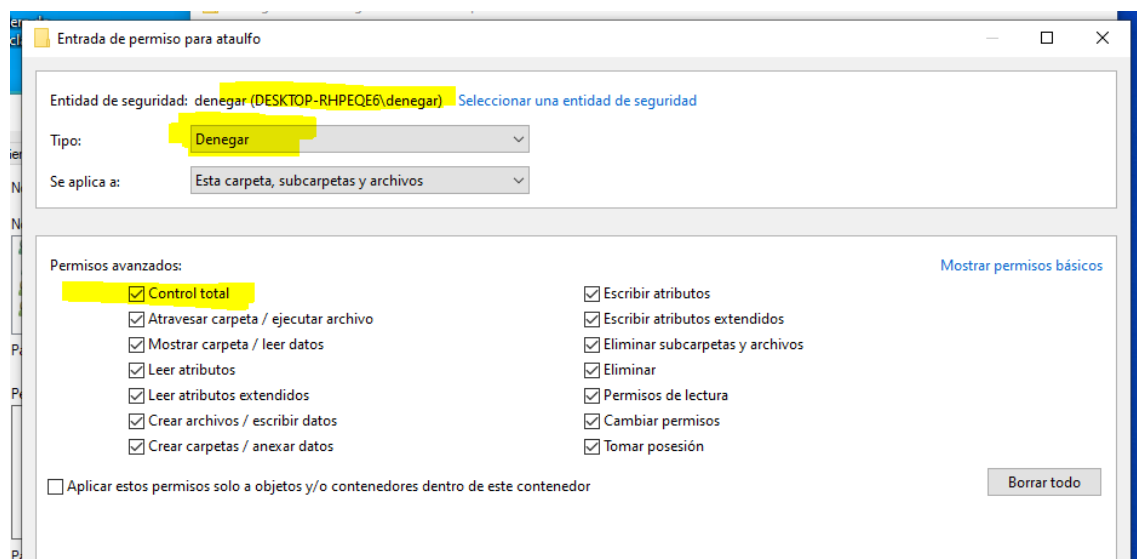 Entrada de permiso para ataulfo
Entidad de seguridad: denegar (DESKTOP-RHPEQE6\denegar) Seleccionar una entidad de seguridad
Tipo: Denegar
Se aplica a: Esta carpeta, subcarpetas y archivos
Permisos avanzados: Mostrar permisos básicos
Control total Escribir atributos
Atravesar carpeta / ejecutar archivo Escribir atributos extendidos
Mostrar carpeta / leer datos Eliminar subcarpetas y archivos
Leer atributos Eliminar
Leer atributos extendidos Permisos de lectura
Crear archivos / escribir datos Cambiar permisos
Crear carpetas / anexar datos Tomar posesión
Aplicar estos permisos solo a objetos y/o contenedores dentro de este contenedor Borrar todo